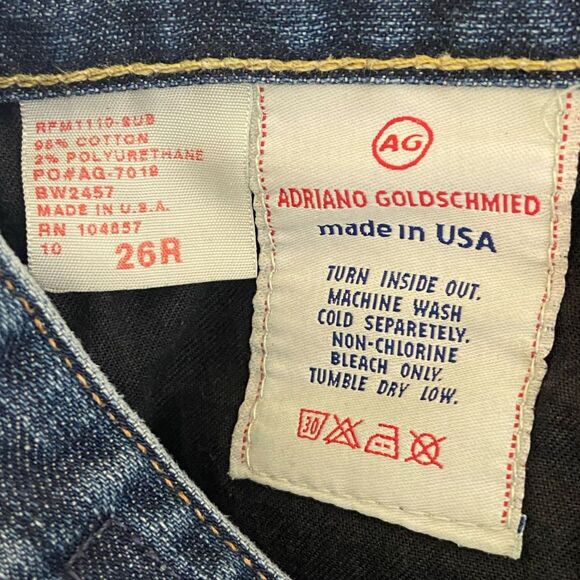 RFM1110-SUB
98% COTTON
2% POLYURETHANE
PO#AG-7019
BW2457
MADE IN U.S.A.
RN 104857
10
26R
AG
ADRIANO GOLDSCHMIED
made in USA
TURN INSIDE OUT.
MACHINE WASH
COLD SEPARETELY.
NON-CHLORINE
BLEACH ONLY.
TUMBLE DRY LOW.
30